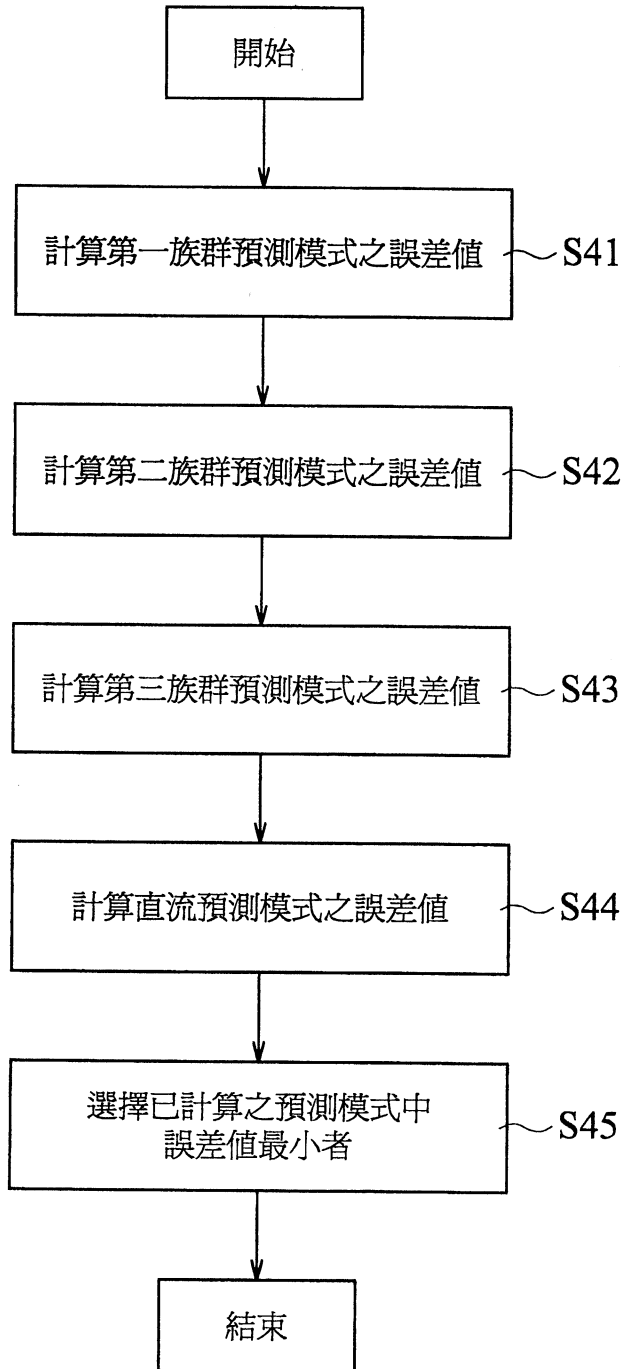 開始
計算第一族群預測模式之誤差值
S41
計算第二族群預測模式之誤差值
S42
計算第三族群預測模式之誤差值
S43
計算直流預測模式之誤差值
S44
選擇已計算之預測模式中
誤差值最小者
S45
結束